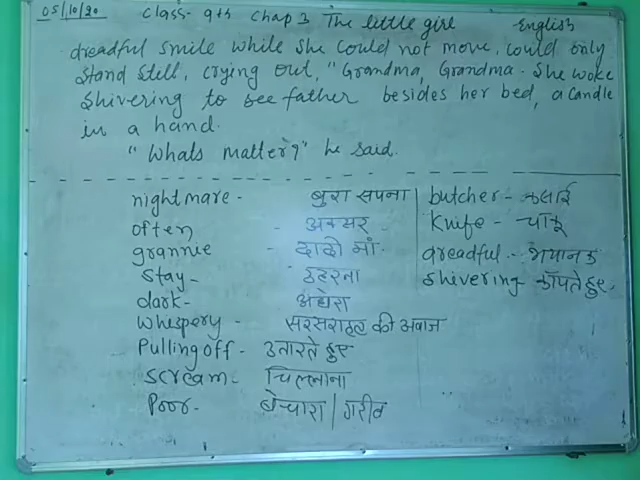 05/10/20 Class- 9th Chap 3 The little girl English
dreadful smile while she could not move, could only
stand still, crying out, "Grandma, Grandma. She woke
shivering to see father besides her bed, a candle
in a hand.
"Whats matter?" he said.
nightmare - बुरा सपना
often - अक्सर
grannie - दादी माँ
stay - ठहरना
dark - अंधेरा
Whispery - सरसराहट की अवाज
Pulling off - उतारते हुए
Scream - चिल्लाना
Poor - बेचारा / गरीब
butcher - कसाई
Knife - चाकू
dreadful - भयानक
Shivering - काँपते हुए